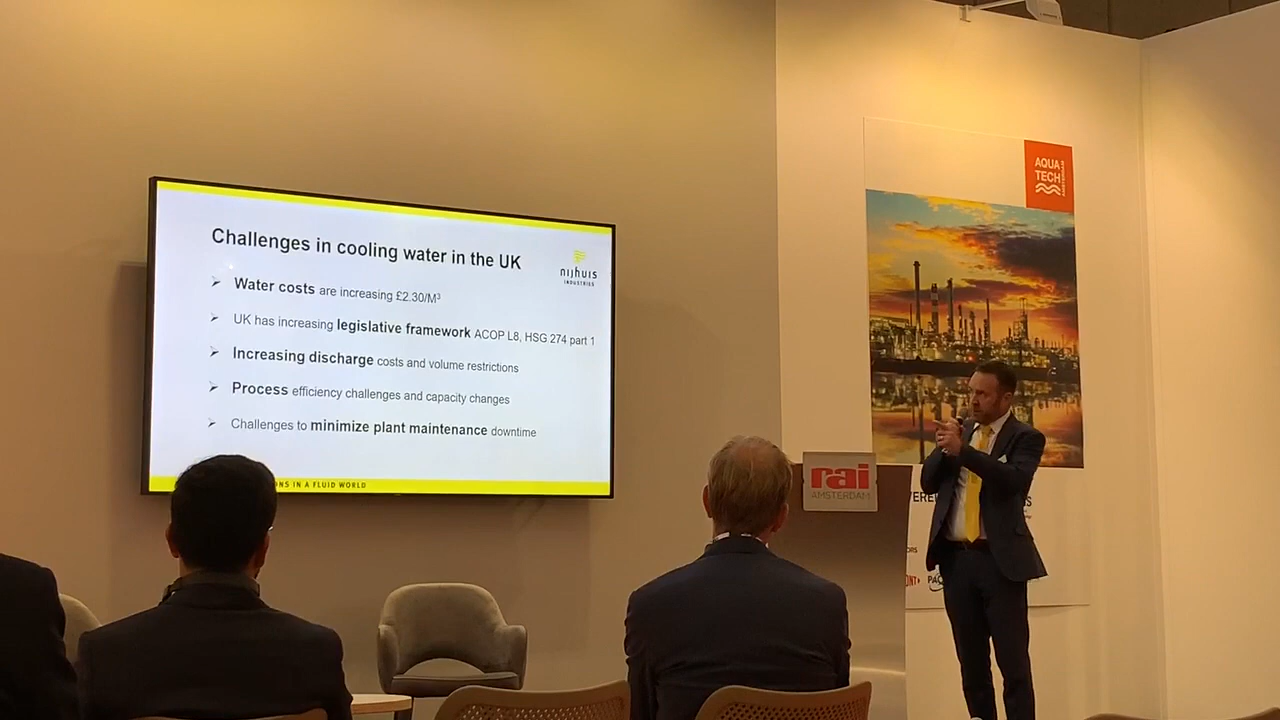 Challenges in cooling water in the UK
nijhuis
INDUSTRIES
➢ Water costs are increasing £2.30/M³
➢ UK has increasing legislative framework ACOP L8, HSG 274 part 1
➢ Increasing discharge costs and volume restrictions
➢ Process efficiency challenges and capacity changes
➢ Challenges to minimize plant maintenance downtime
IN A FLUID WORLD
AQUA
TECH
AMSTERDAM
rai
AMSTERDAM